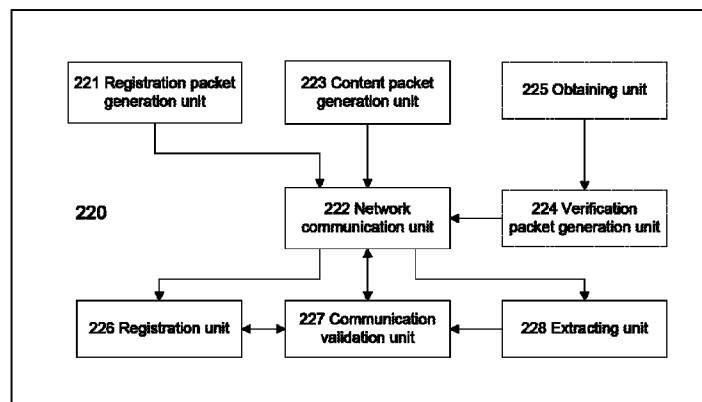 221 Registration packet
generation unit
223 Content packet
generation unit
225 Obtaining unit
220
222 Network
communication unit
224 Verification
packet generation unit
226 Registration unit
227 Communication
validation unit
228 Extracting unit